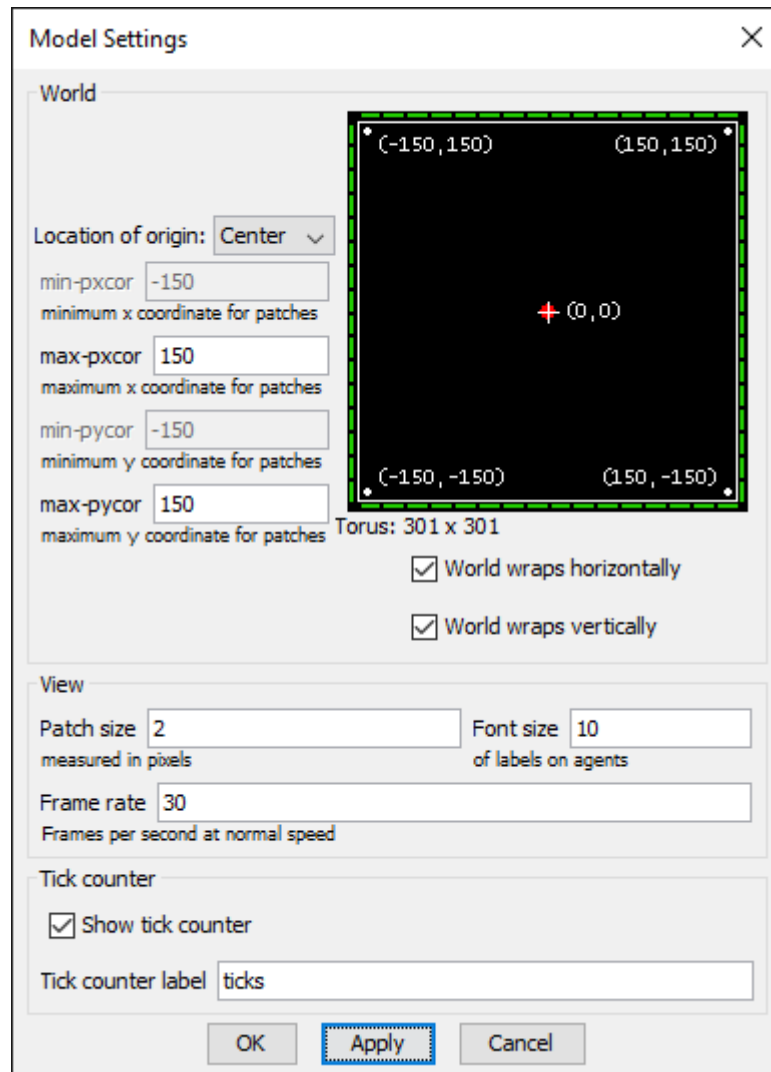 Model Settings
World
(-150,150) (150,150)
Location of origin: Center
min-pxcor -150
minimum x coordinate for patches
(0,0)
max-pxcor 150
maximum x coordinate for patches
min-pycor -150
minimum y coordinate for patches
(-150,-150) (150,-150)
max-pycor 150
maximum y coordinate for patches
Torus: 301 x 301
World wraps horizontally
World wraps vertically
View
Patch size 2 Font size 10
measured in pixels of labels on agents
Frame rate 30
Frames per second at normal speed
Tick counter
Show tick counter
Tick counter label ticks
OK Apply Cancel